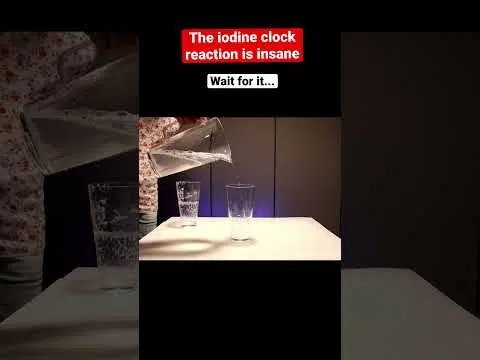 The iodine clock
reaction is insane
Wait for it...